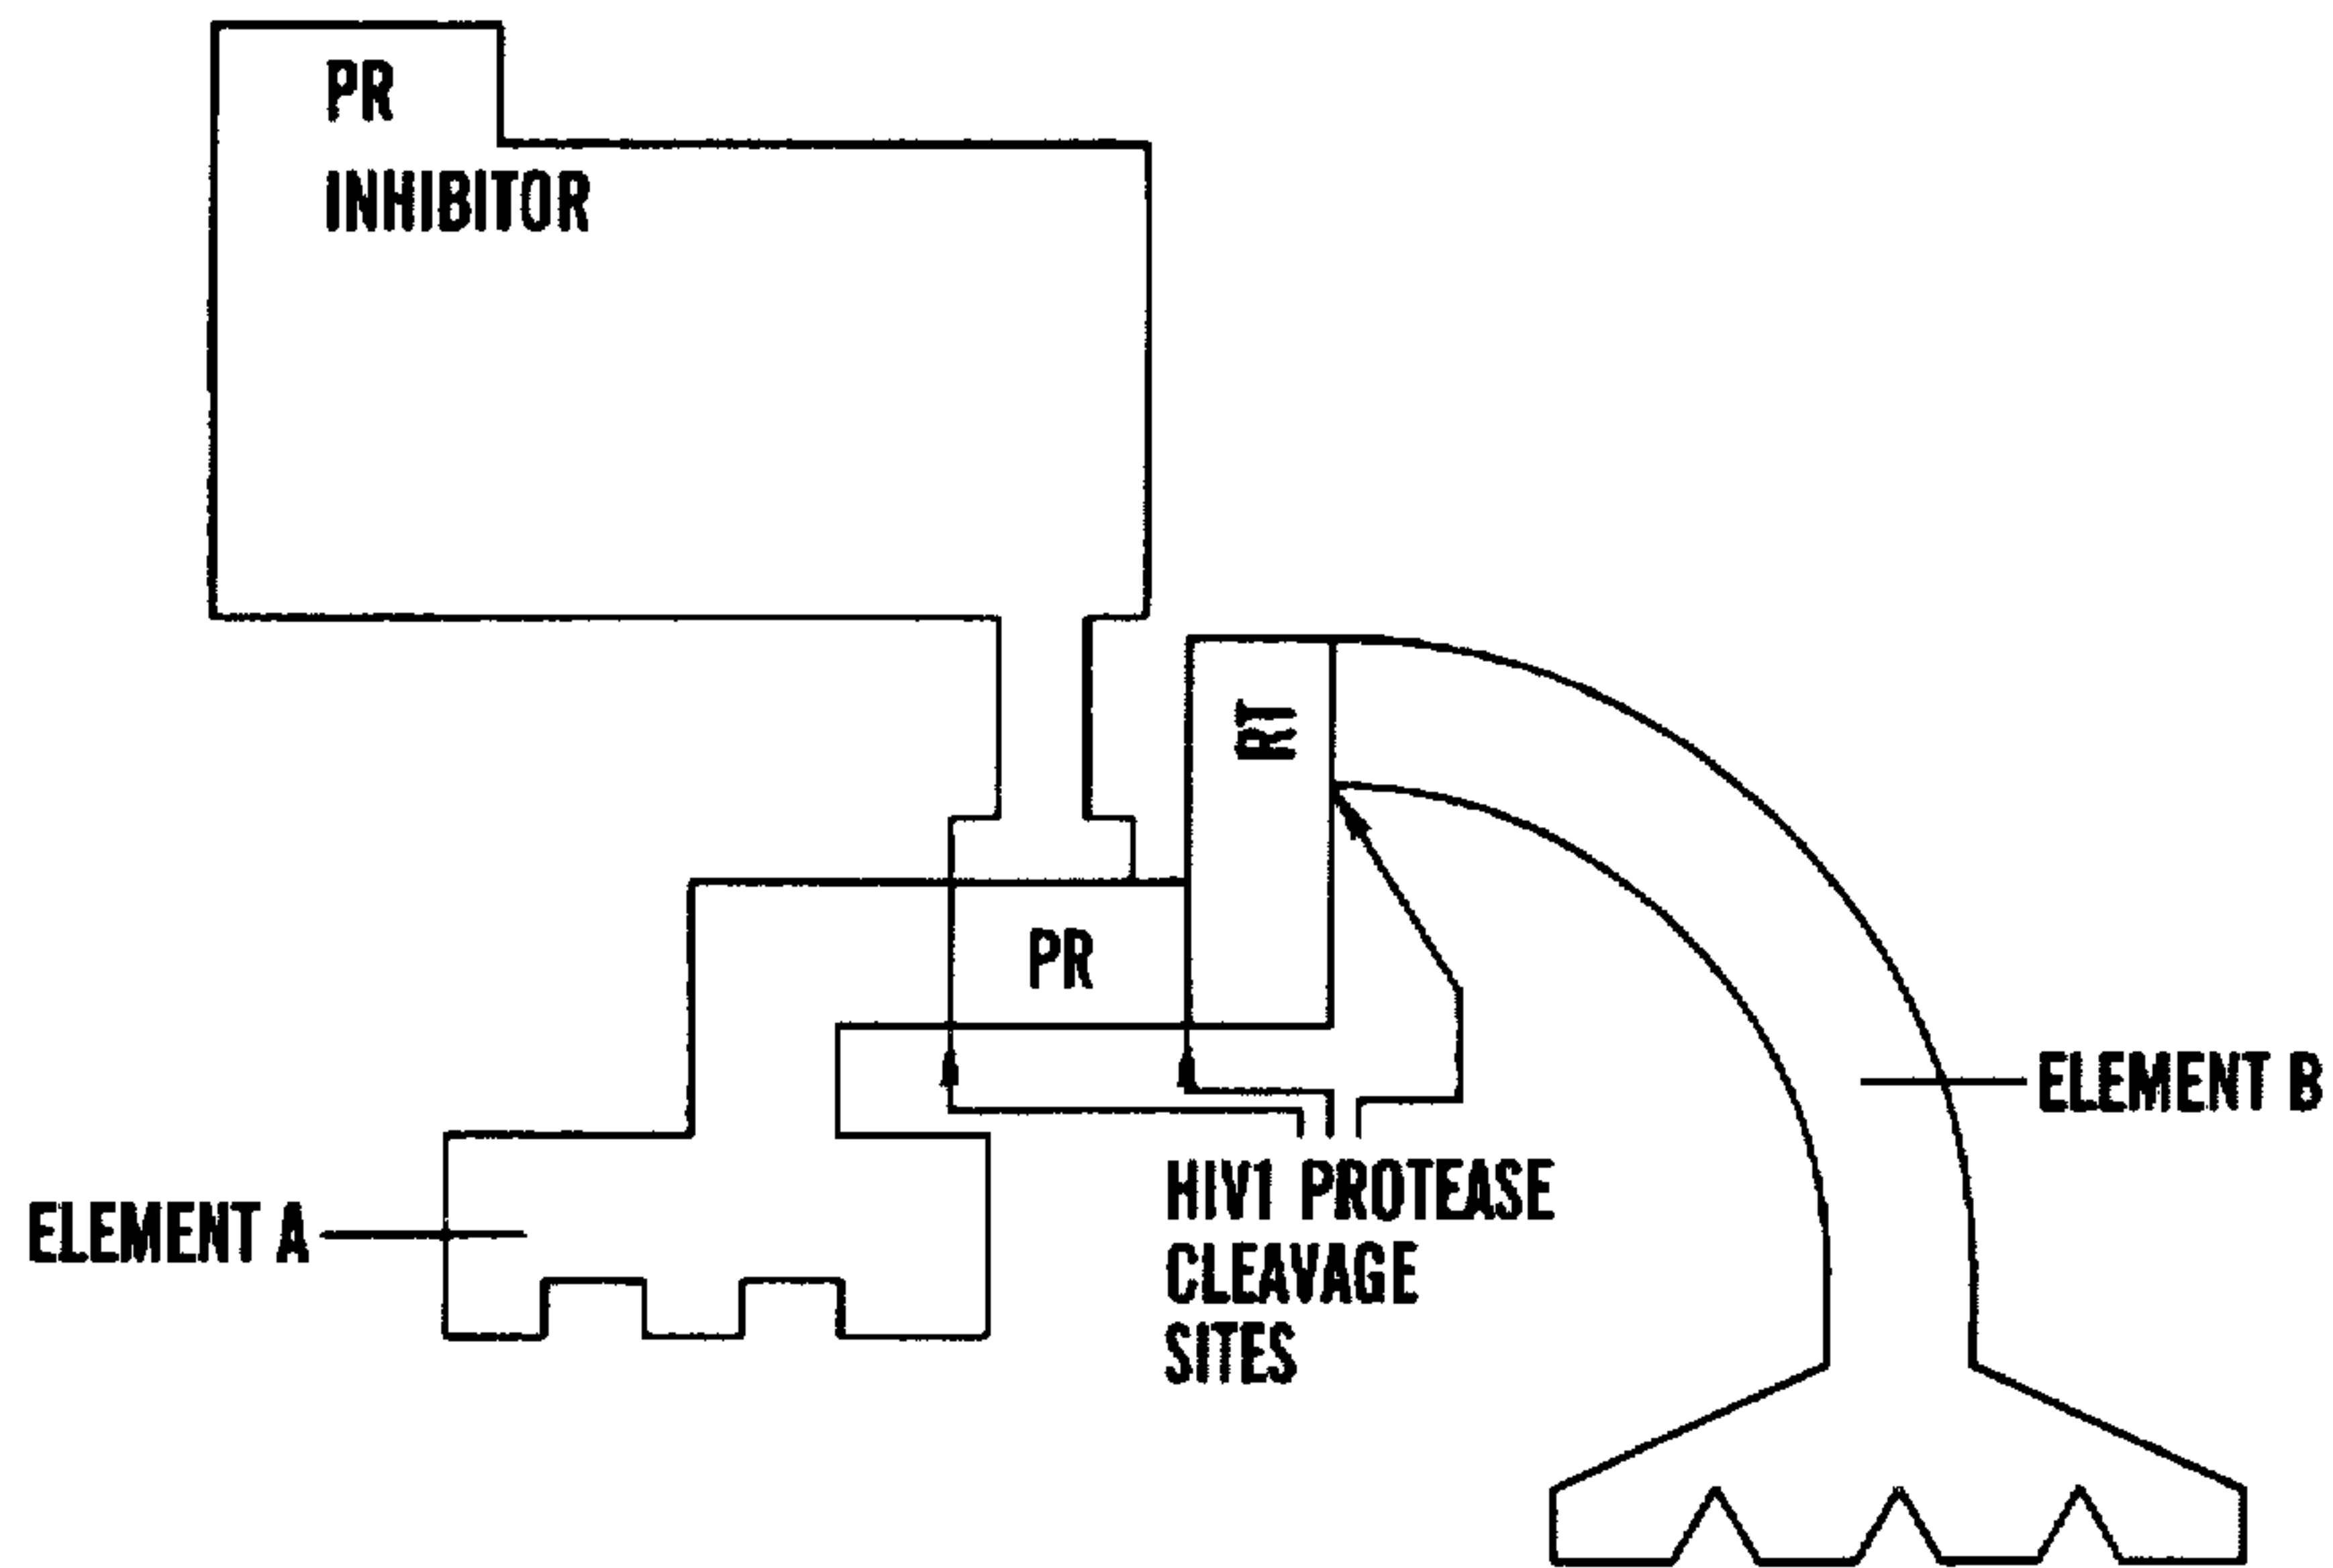 PR
INHIBITOR
RT
PR
ELEMENT B
ELEMENT A
HIV1 PROTEASE
CLEAVAGE
SITES